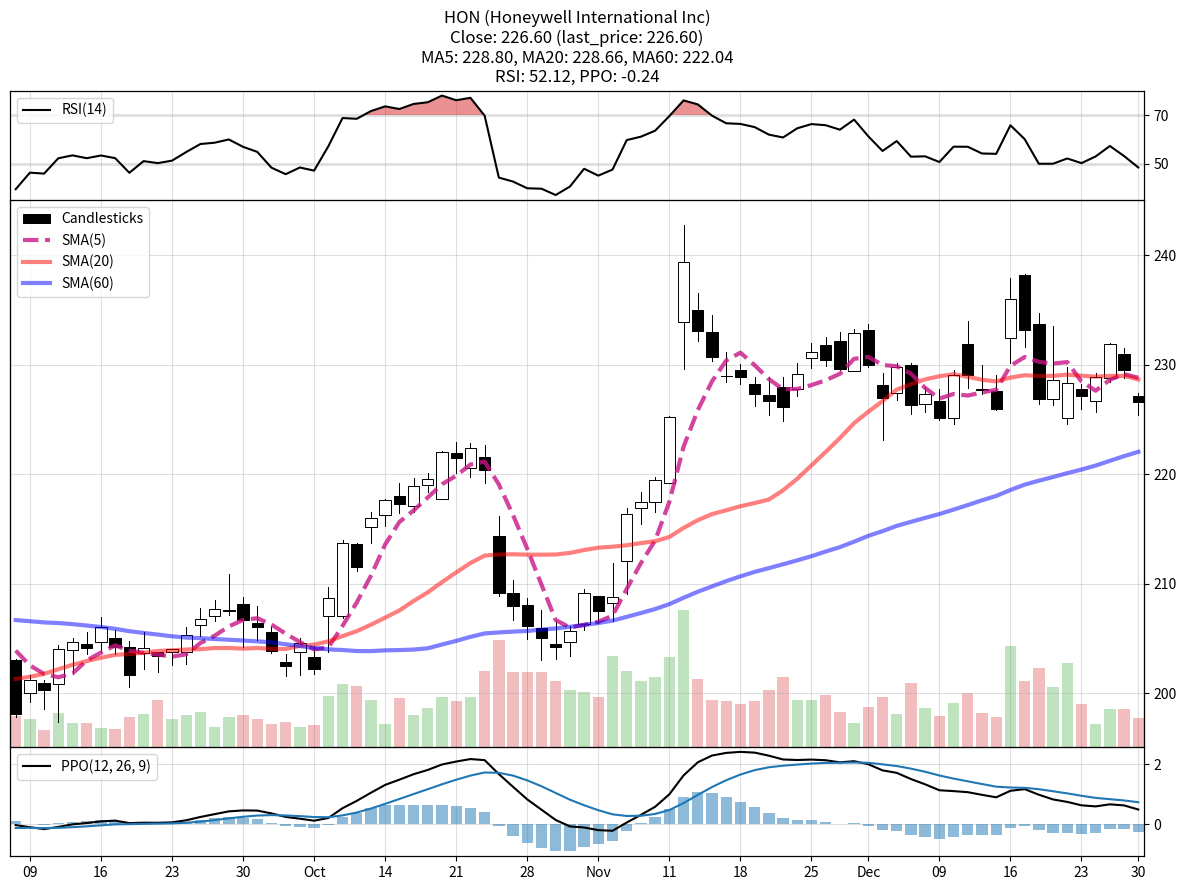 HON (Honeywell International Inc)
Close: 226.60 (last_price: 226.60)
MA5: 228.80, MA20: 228.66, MA60: 222.04
RSI: 52.12, PPO: -0.24
RSI(14)
70
50
Candlesticks
SMA(5)
SMA(20)
SMA(60)
240
230
220
210
200
PPO(12, 26, 9)
2
0
09 16 23 30 Oct 14 21 28 Nov 11 18 25 Dec 09 16 23 30